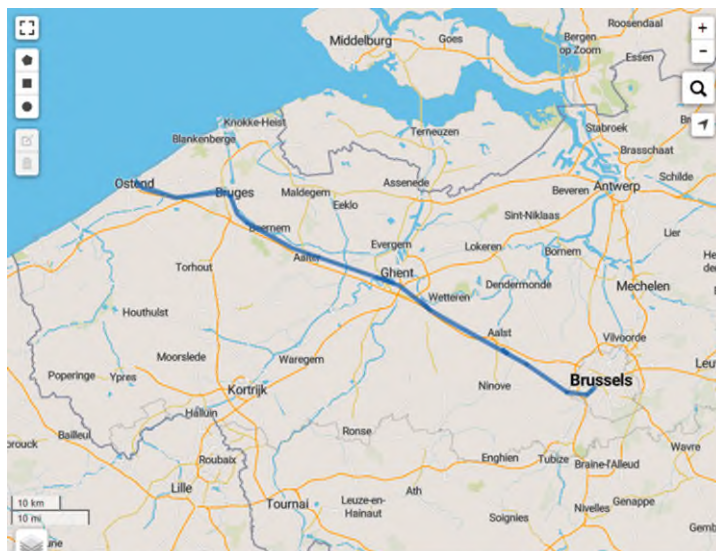 Roosendaal
Middelburg
Goes
Bergen
op Zoom
Essen
+
−
Knokke-Heist
Blankenberge
Terneuzen
Stabroek
Brasschaat
Ostend
Bruges
Maldegem
Assenede
Eeklo
Beveren
Antwerp
Schilde
Sint-Niklaas
Beernem
Evergem
Lokeren
Lier
Aalter
Bornem
Torhout
Ghent
Dendermonde
Mechelen
Wetteren
Houthulst
Aalst
Vilvoorde
Moorslede
Waregem
Poperinge
Ypres
Kortrijk
Ninove
Brussels
Halluin
Bailleul
Ronse
Roubaix
Enghien
Tubize
Braine-l'Alleud
Wavre
Lille
Ath
10 km
10 mi
Tournai
Leuze-en-
Hainaut
Soignies
Nivelles
Genappe